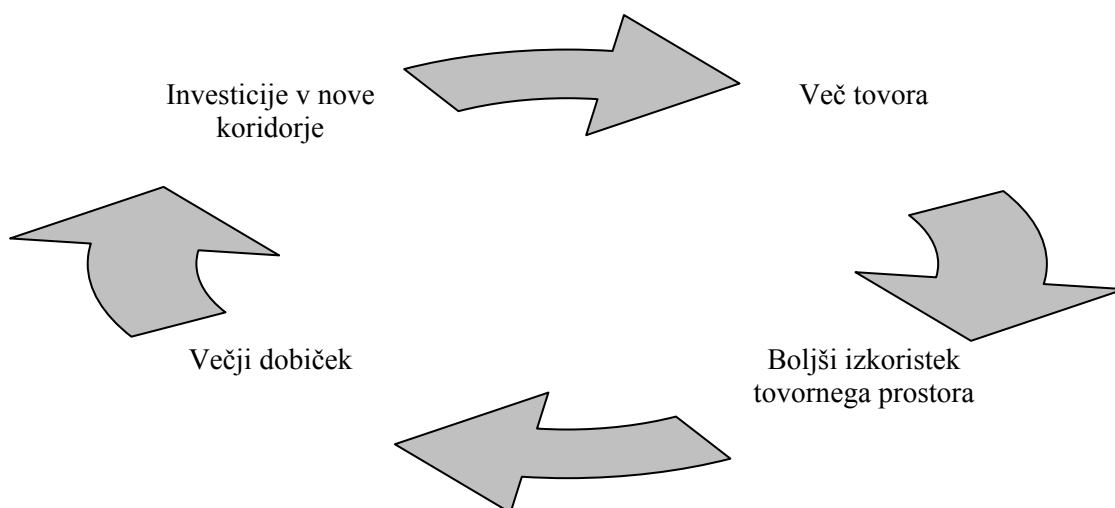 Investicije v nove
koridorje
Več tovora
Večji dobiček
Boljši izkoristek
tovornega prostora